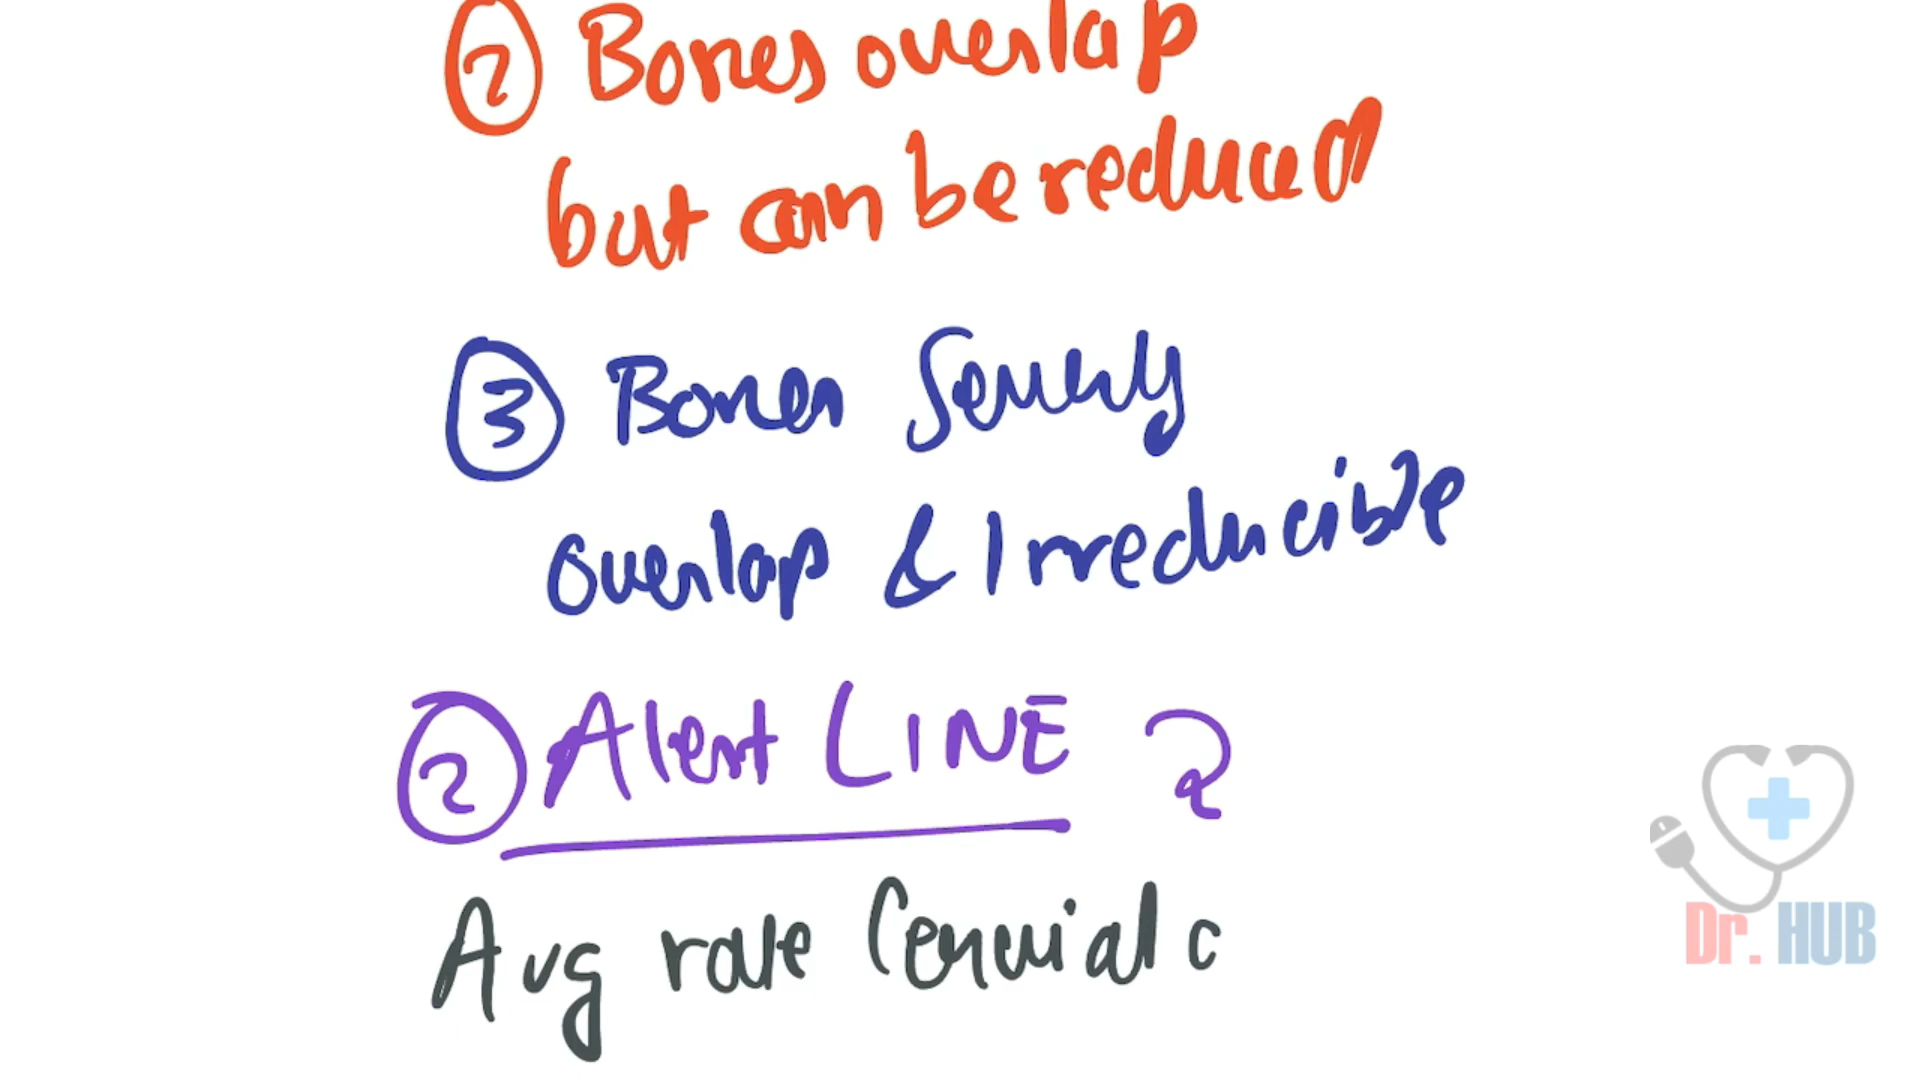 2 Bones overlap
but can be reduced
3 Bones Severly
overlap & Irreducible
2 Alert LINE ?
Avg rate Cervical c
Dr. HUB